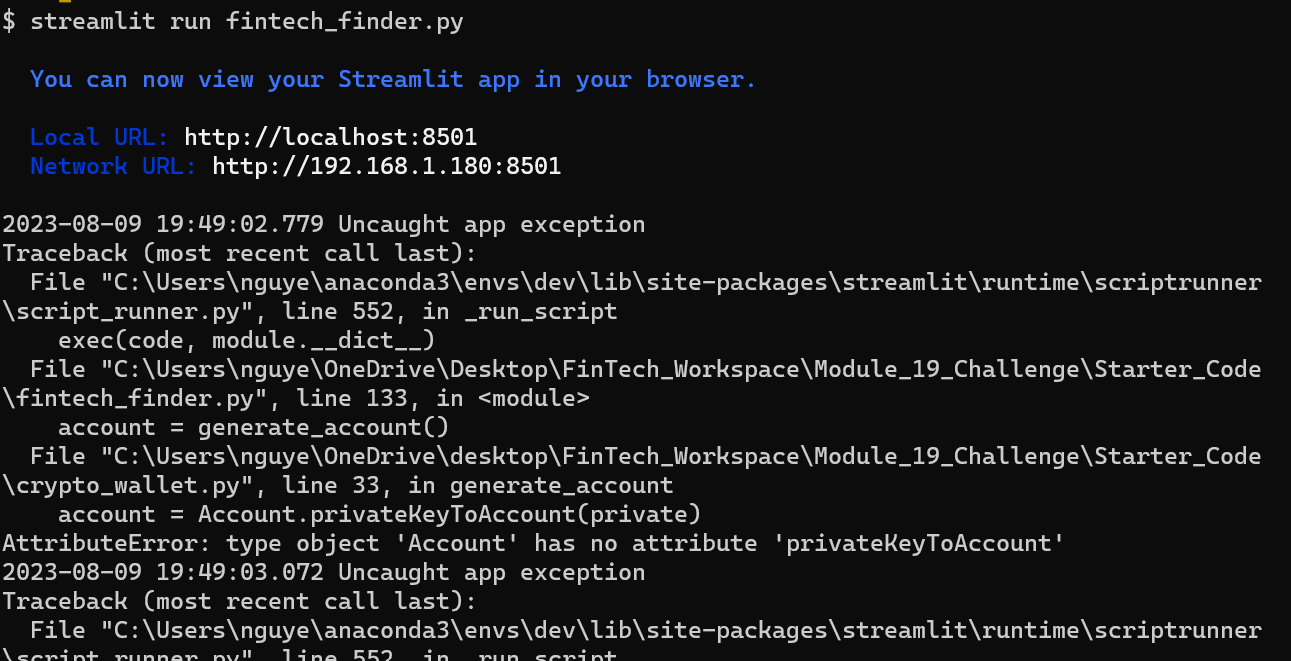 $ streamlit run fintech_finder.py
You can now view your Streamlit app in your browser.
Local URL: http://localhost:8501
Network URL: http://192.168.1.180:8501
2023-08-09 19:49:02.779 Uncaught app exception
Traceback (most recent call last):
File "C:\Users\nguye\anaconda3\envs\dev\lib\site-packages\streamlit\runtime\scriptrunner
\script_runner.py", line 552, in _run_script
exec(code, module.__dict__)
File "C:\Users\nguye\OneDrive\Desktop\FinTech_Workspace\Module_19_Challenge\Starter_Code
\fintech_finder.py", line 133, in <module>
account = generate_account()
File "C:\Users\nguye\OneDrive\desktop\FinTech_Workspace\Module_19_Challenge\Starter_Code
\crypto_wallet.py", line 33, in generate_account
account = Account.privateKeyToAccount(private)
AttributeError: type object 'Account' has no attribute 'privateKeyToAccount'
2023-08-09 19:49:03.072 Uncaught app exception
Traceback (most recent call last):
File "C:\Users\nguye\anaconda3\envs\dev\lib\site-packages\streamlit\runtime\scriptrunner
\script_runner.py", line 552, in _run_script